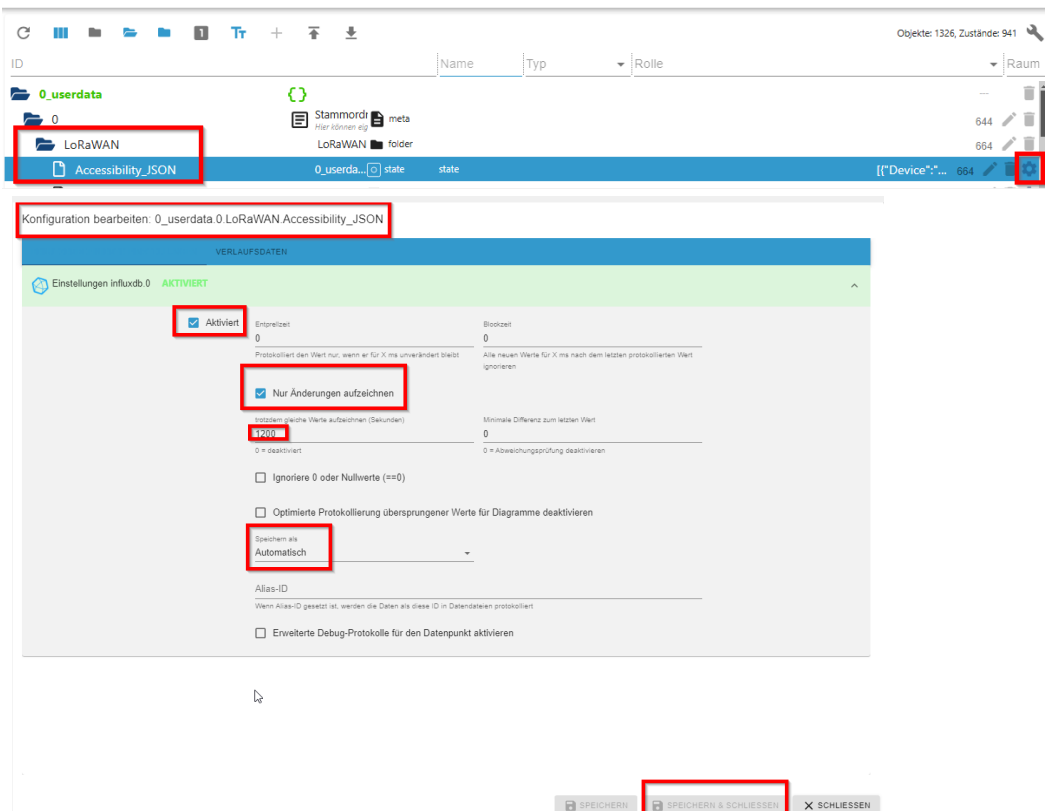 Objekte: 1326, Zustände: 941
ID Name Typ Rolle Raum
0_userdata
0 Stammordr meta 644
Hier können eig
LoRaWAN LoRaWAN folder 664
Accessibility_JSON 0_userda... state state [{"Device":"... 664
Konfiguration bearbeiten: 0_userdata.0.LoRaWAN.Accessibility_JSON
VERLAUFSDATEN
Einstellungen influxdb.0 AKTIVIERT
Aktiviert
Entprellzeit Blockzeit
0 0
Protokolliert den Wert nur, wenn er für X ms unverändert bleibt Alle neuen Werte für X ms nach dem letzten protokollierten Wert
ignorieren
Nur Änderungen aufzeichnen
trotzdem gleiche Werte aufzeichnen (Sekunden) Minimale Differenz zum letzten Wert
1200 0
0 = deaktiviert 0 = Abweichungsprüfung deaktivieren
Ignoriere 0 oder Nullwerte (==0)
Optimierte Protokollierung übersprungener Werte für Diagramme deaktivieren
Speichern als
Automatisch
Alias-ID
Wenn Alias-ID gesetzt ist, werden die Daten als diese ID in Datendateien protokolliert
Erweiterte Debug-Protokolle für den Datenpunkt aktivieren
SPEICHERN SPEICHERN & SCHLIESSEN SCHLIESSEN